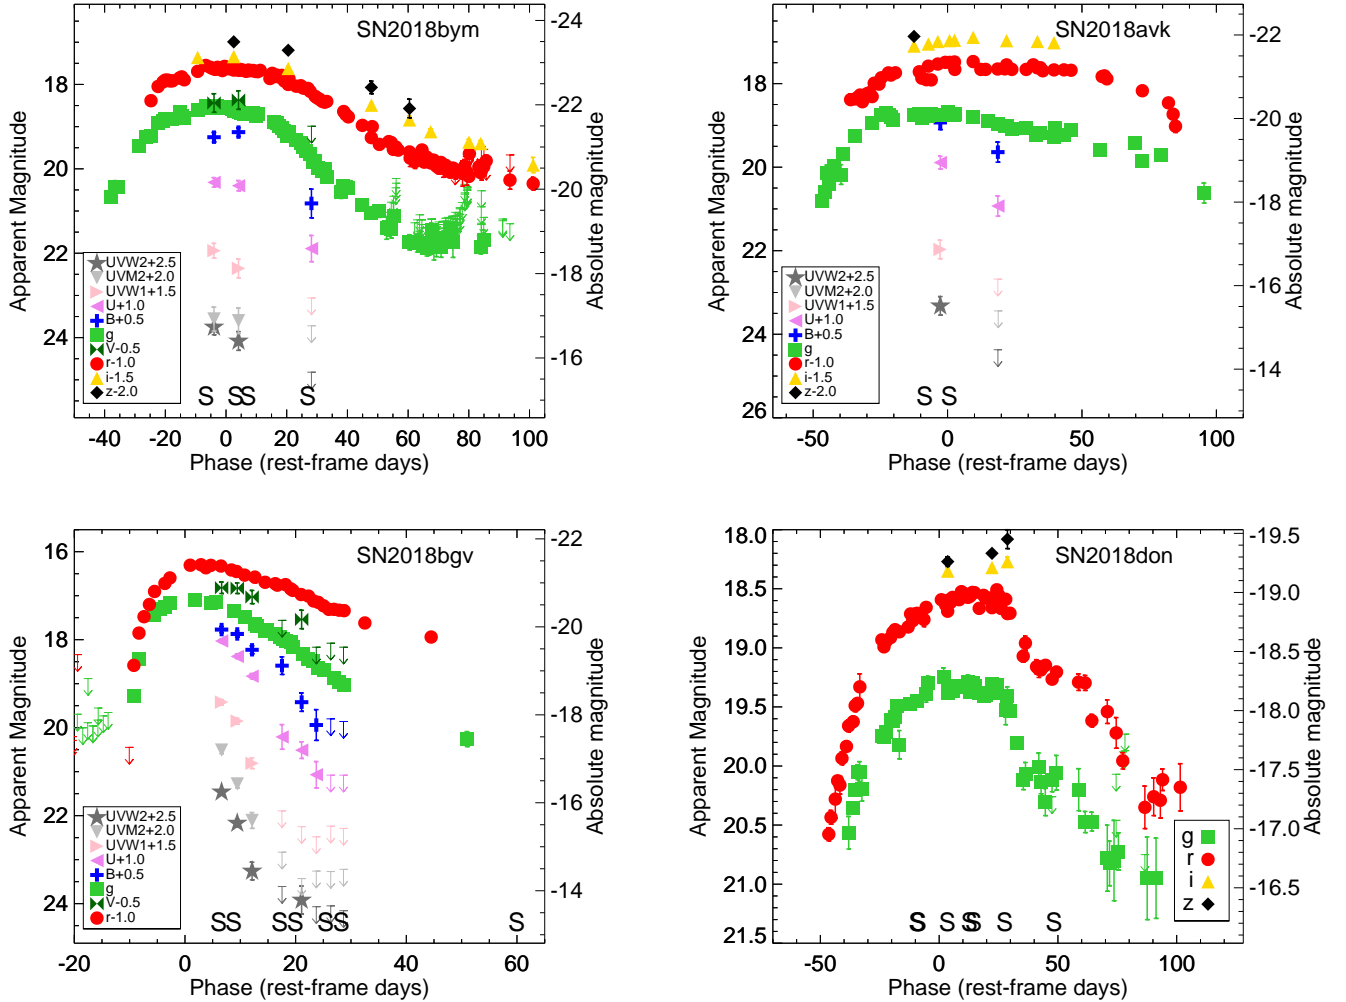 SN2018bym
Apparent Magnitude
Absolute magnitude
Phase (rest-frame days)
18
20
22
24
-24
-22
-20
-18
-16
-40 -20 0 20 40 60 80 100
UVW2+2.5
UVM2+2.0
UVW1+1.5
U+1.0
B+0.5
g
V-0.5
r-1.0
i-1.5
z-2.0
S SS S
SN2018avk
Apparent Magnitude
Absolute magnitude
Phase (rest-frame days)
18
20
22
24
26
-22
-20
-18
-16
-14
-50 0 50 100
UVW2+2.5
UVM2+2.0
UVW1+1.5
U+1.0
B+0.5
g
r-1.0
i-1.5
z-2.0
S S
SN2018bgv
Apparent Magnitude
Absolute magnitude
Phase (rest-frame days)
16
18
20
22
24
-22
-20
-18
-16
-14
-20 0 20 40 60
UVW2+2.5
UVM2+2.0
UVW1+1.5
U+1.0
B+0.5
g
V-0.5
r-1.0
SS SS SS S
SN2018don
Apparent Magnitude
Absolute magnitude
Phase (rest-frame days)
18.0
18.5
19.0
19.5
20.0
20.5
21.0
21.5
-19.5
-19.0
-18.5
-18.0
-17.5
-17.0
-16.5
-50 0 50 100
g
r
i
z
SS S SS S S